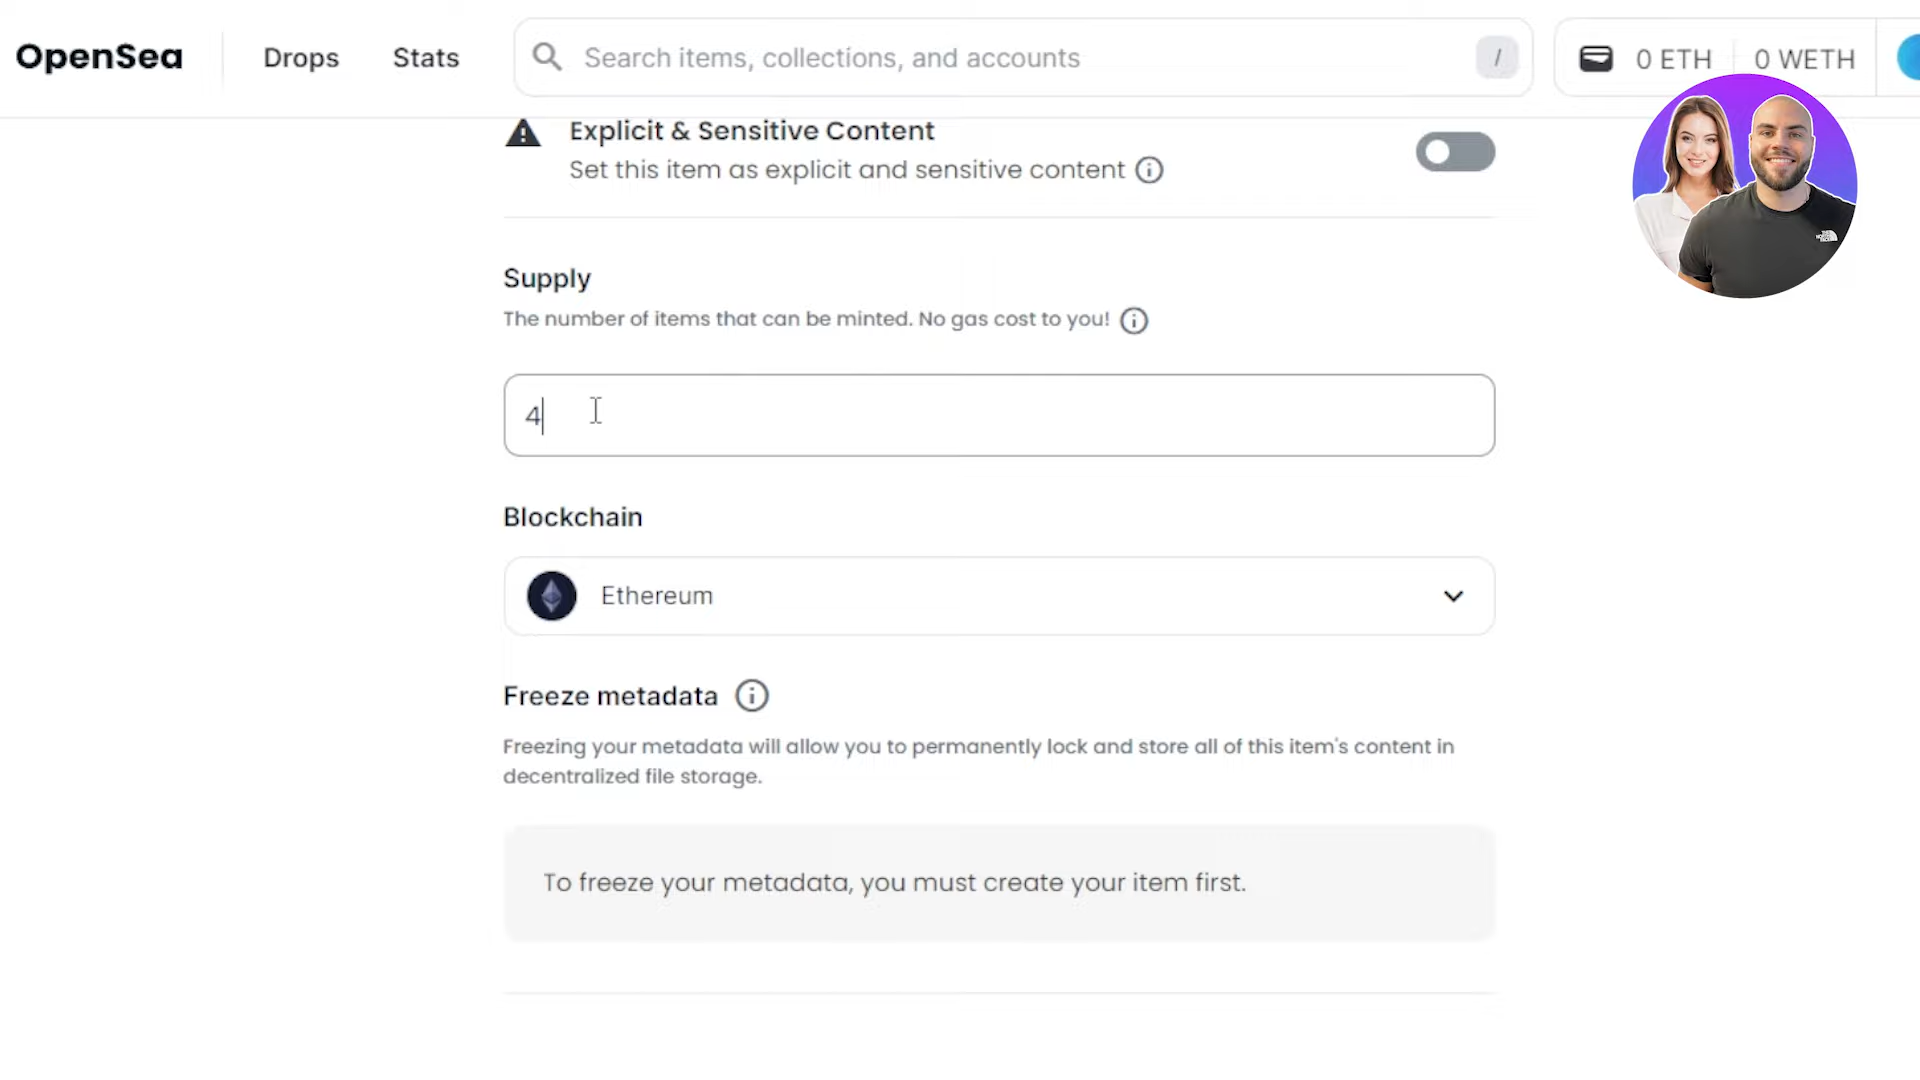 OpenSea
Drops
Stats
Search items, collections, and accounts
/
0 ETH
0 WETH
Explicit & Sensitive Content
Set this item as explicit and sensitive content
Supply
The number of items that can be minted. No gas cost to you!
4
Blockchain
Ethereum
Freeze metadata
Freezing your metadata will allow you to permanently lock and store all of this item's content in
decentralized file storage.
To freeze your metadata, you must create your item first.